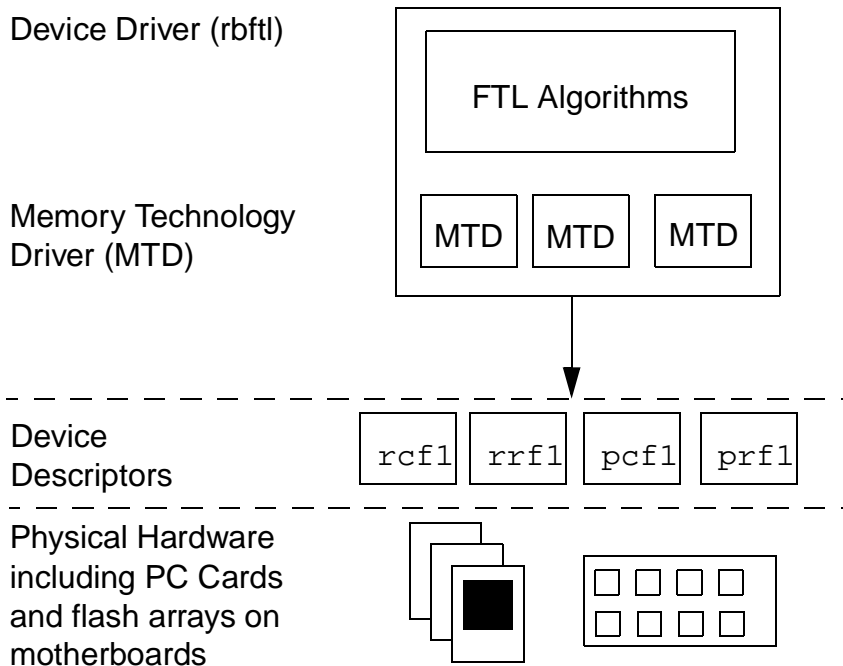 Device Driver (rbftl)
FTL Algorithms
Memory Technology
Driver (MTD)
MTD
MTD
MTD
Device
Descriptors
rcf1
rrf1
pcf1
prf1
Physical Hardware
including PC Cards
and flash arrays on
motherboards